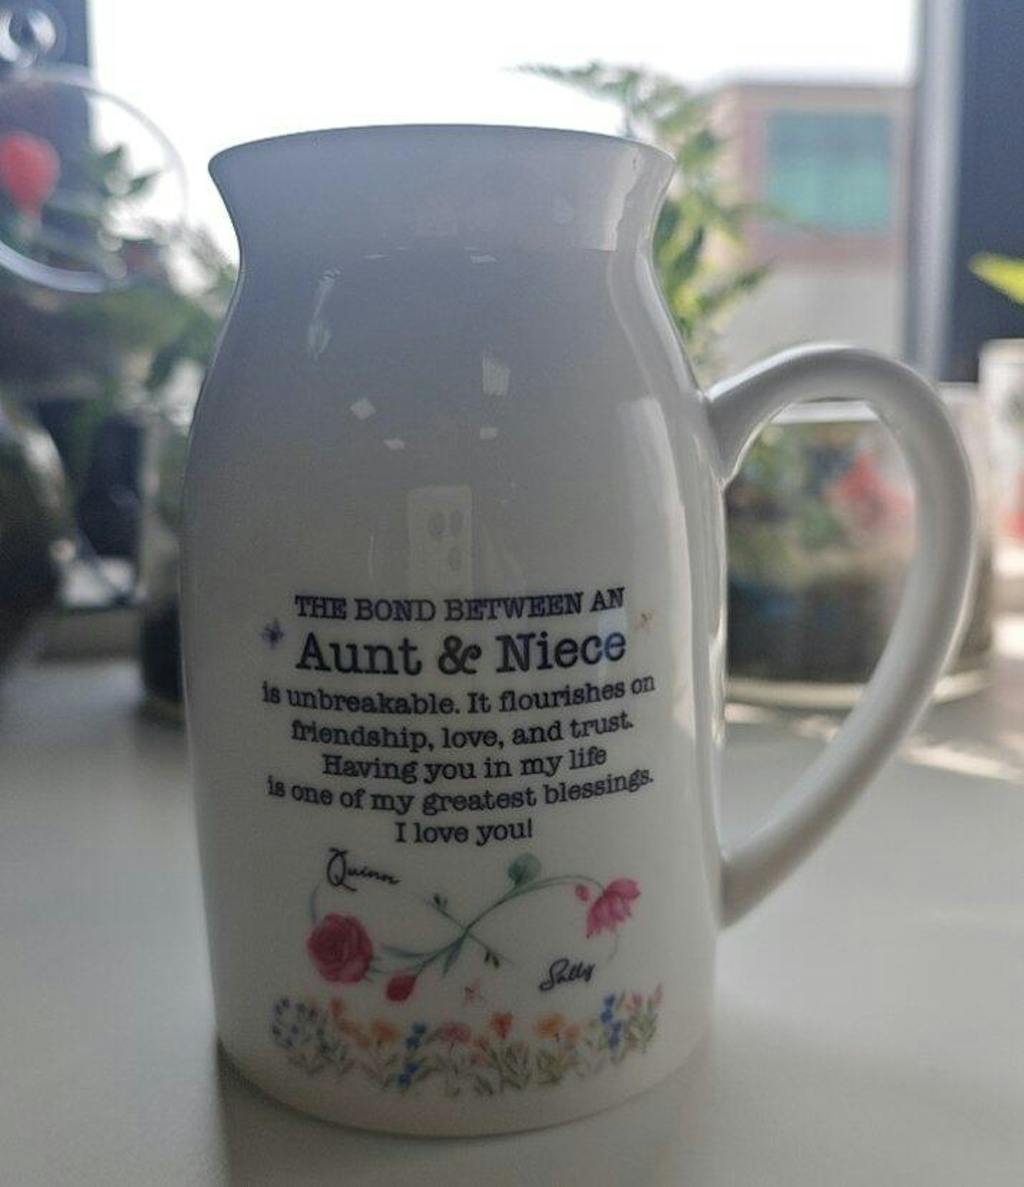 THE BOND BETWEEN AN
Aunt & Niece
is unbreakable. It flourishes on
friendship, love, and trust.
Having you in my life
is one of my greatest blessings.
I love you!
Quinn
Sally